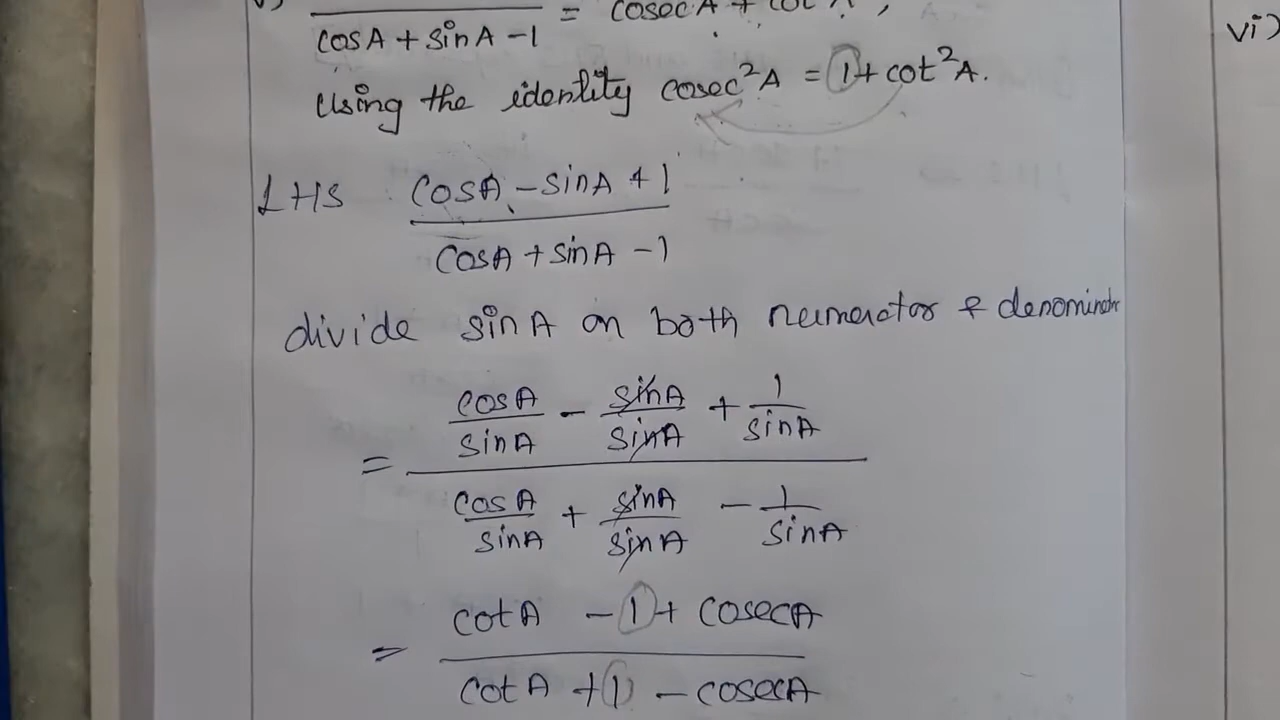 v)
= cosecA + cot A,
cosA + sinA - 1
Using the identity cosec²A = 1 + cot²A.
LHS cosA - sinA + 1
cosA + sinA - 1
divide sinA on both numerator & denominator
cosA/sinA - sinA/sinA + 1/sinA
=
cosA/sinA + sinA/sinA - 1/sinA
cotA - 1 + cosecA
=
cotA + 1 - cosecA
vi)